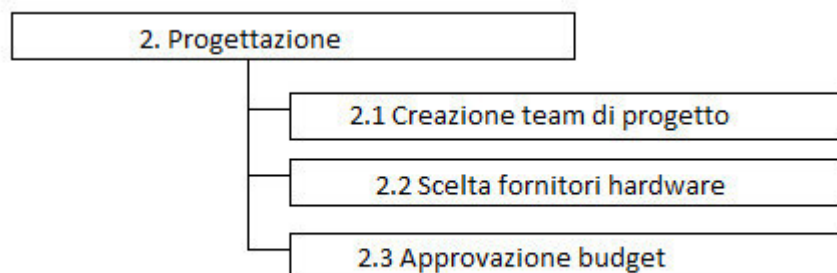 2. Progettazione
2.1 Creazione team di progetto
2.2 Scelta fornitori hardware
2.3 Approvazione budget